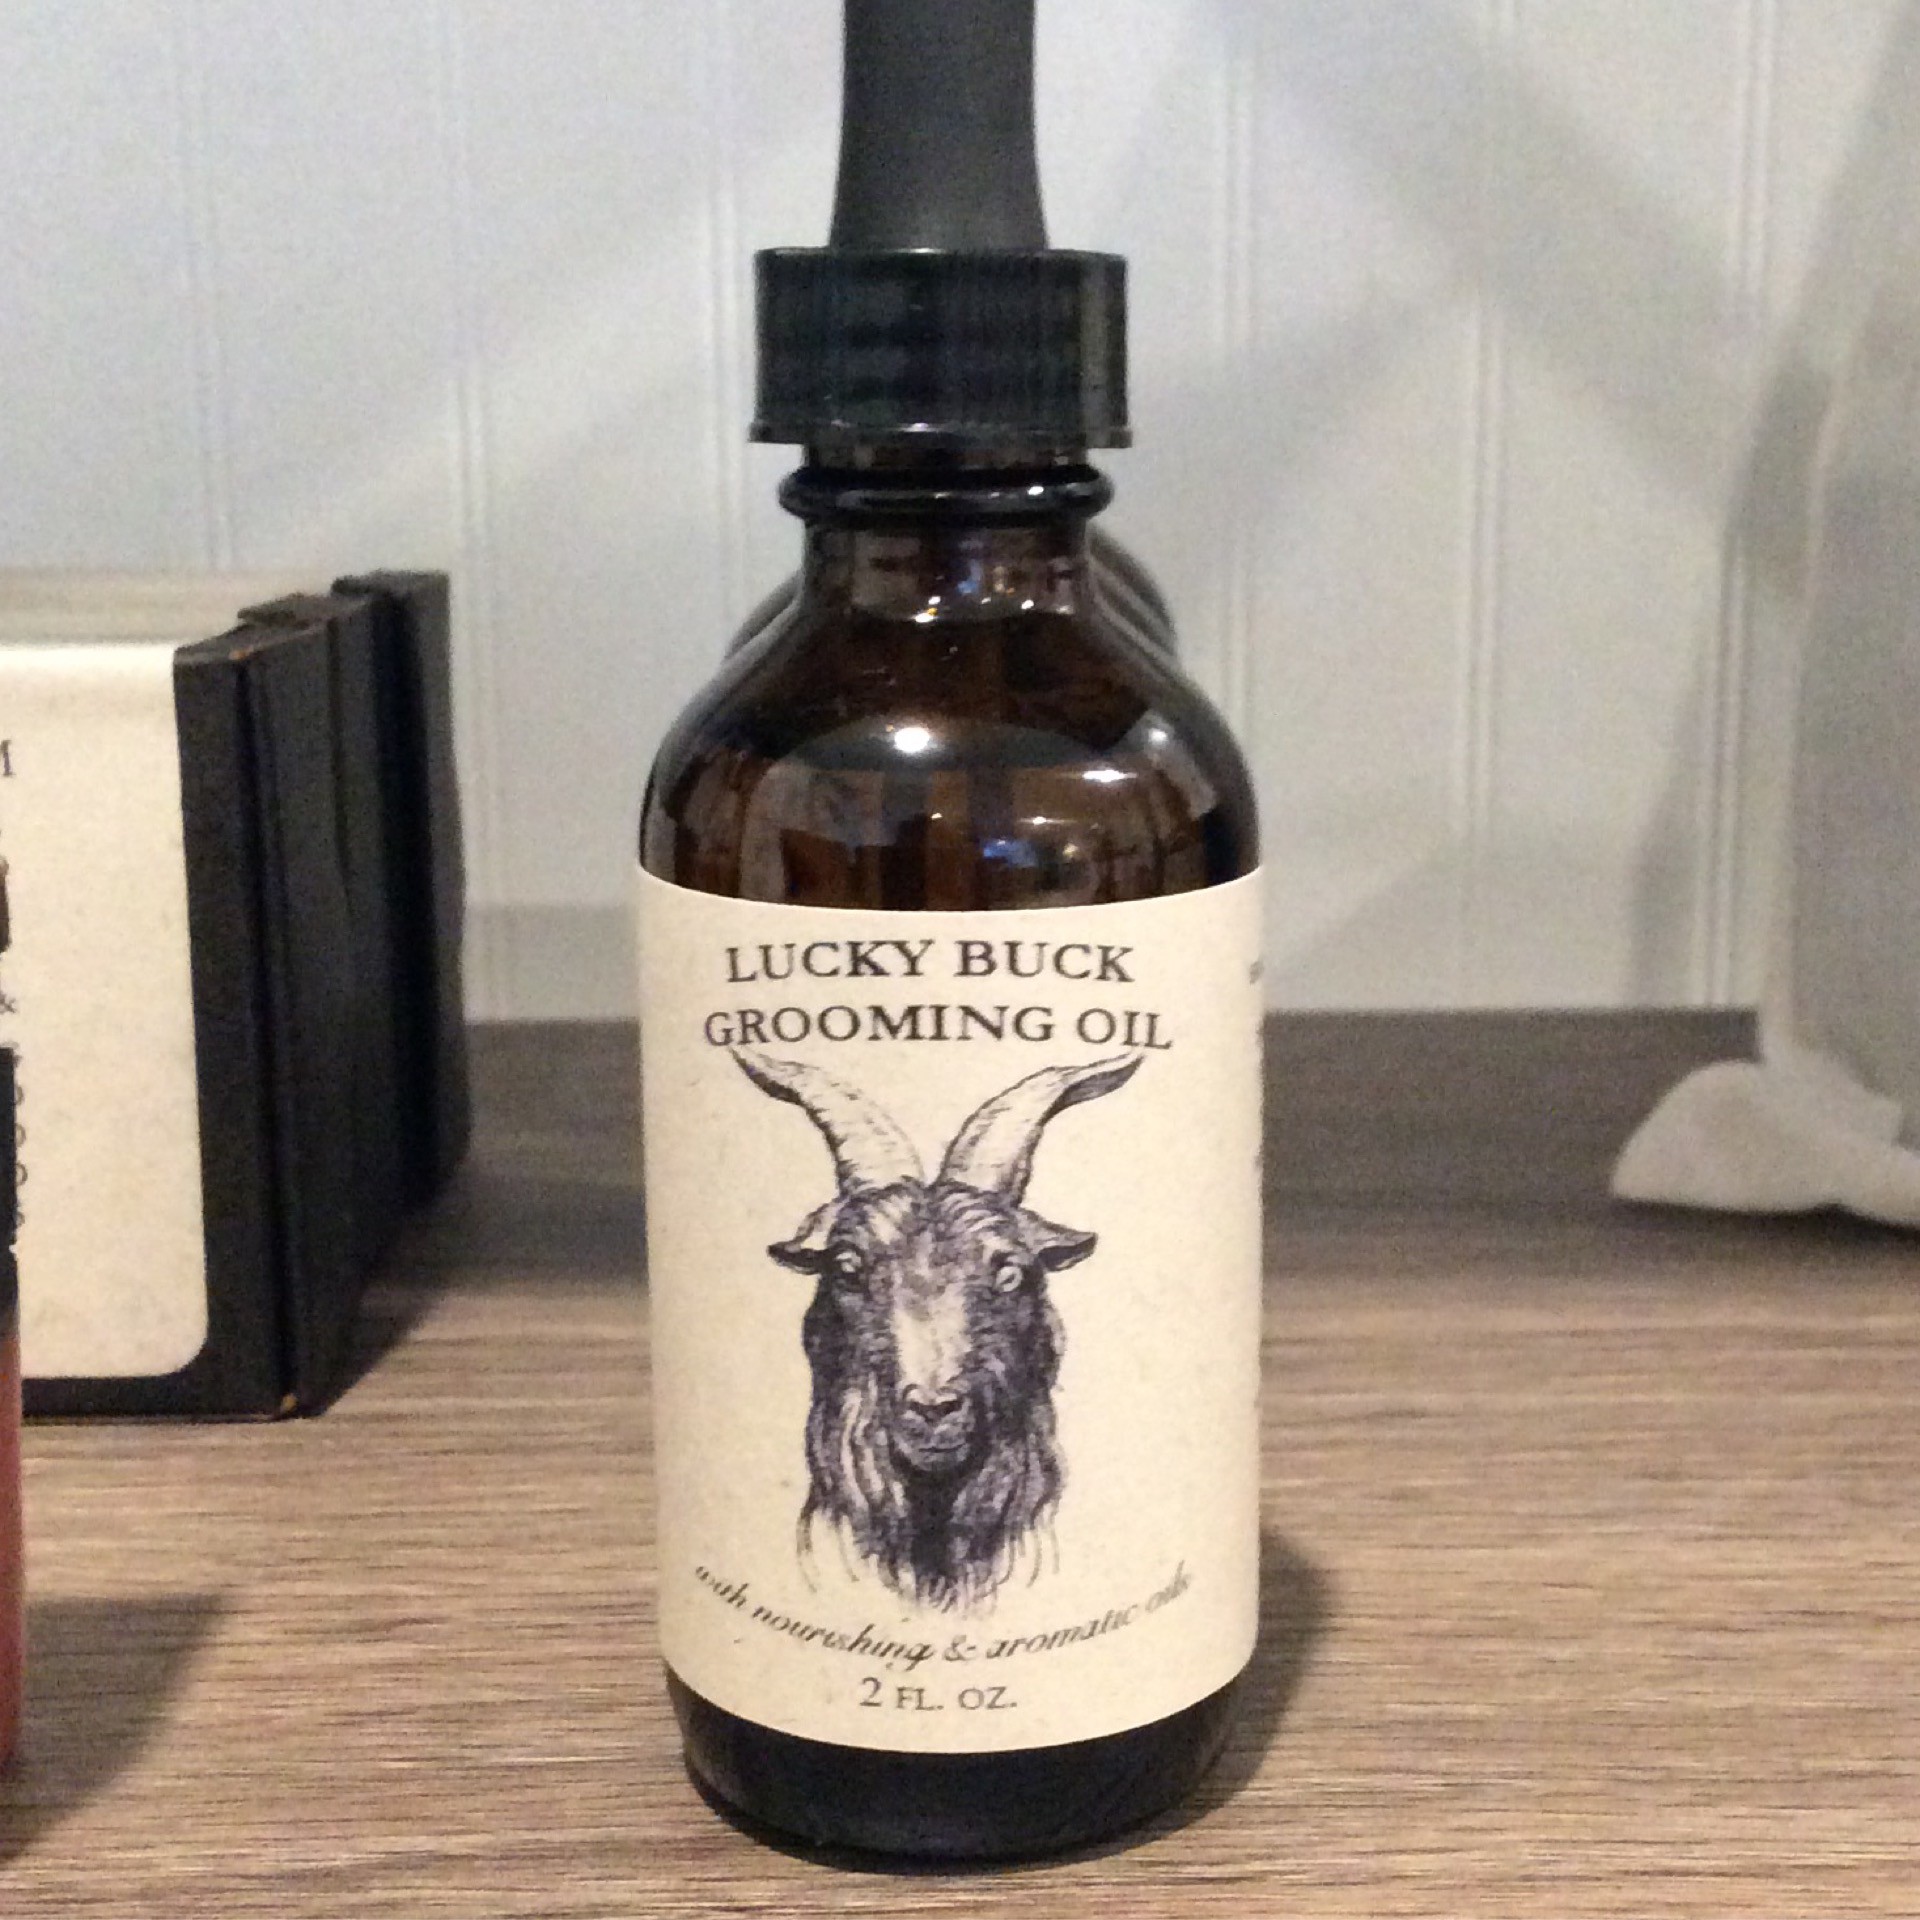 LUCKY BUCK
GROOMING OIL
with nourishing & aromatic oils
2 FL. OZ.
M
&